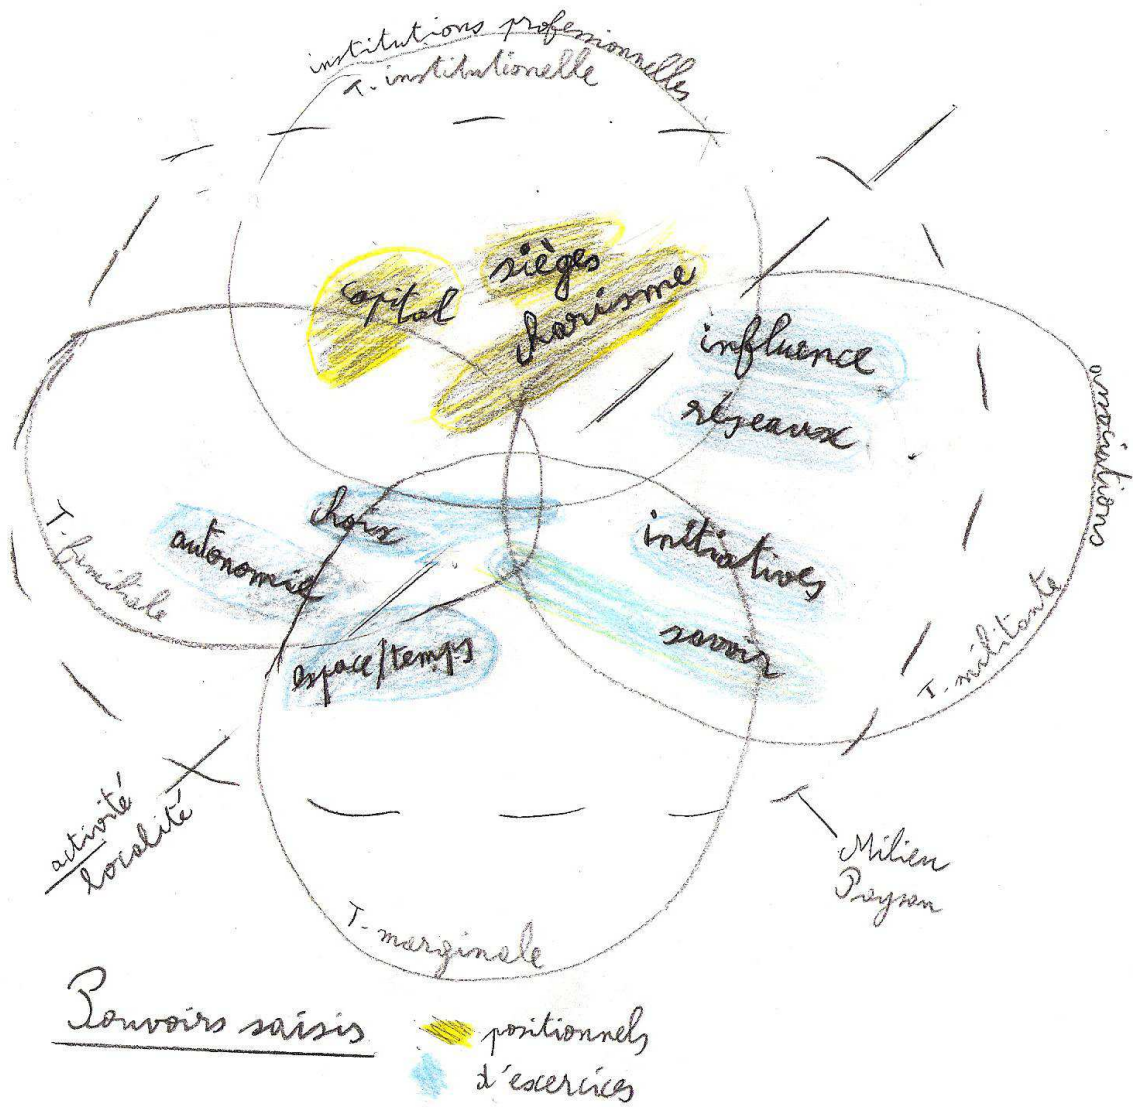 institutions professionnelles
T. institutionelle
sièges
capital
charisme
influence
réseaux
associations
choix
autonomie
initiatives
T. familiale
savoir
espace/temps
T. militante
activité
localité
Milieu
Paysan
T. marginale
Pouvoirs saisis
positionnels
d'exercices